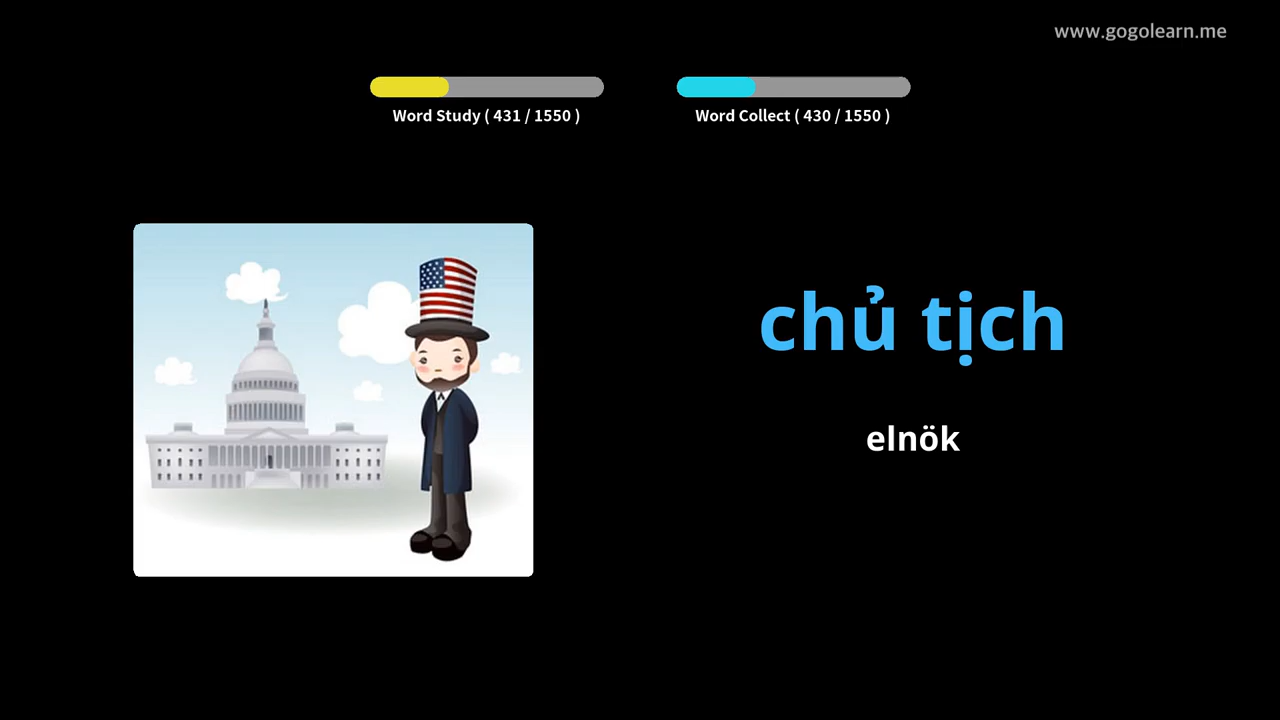 www.gogolearn.me
Word Study ( 431 / 1550 )
Word Collect ( 430 / 1550 )
chủ tịch
elnök